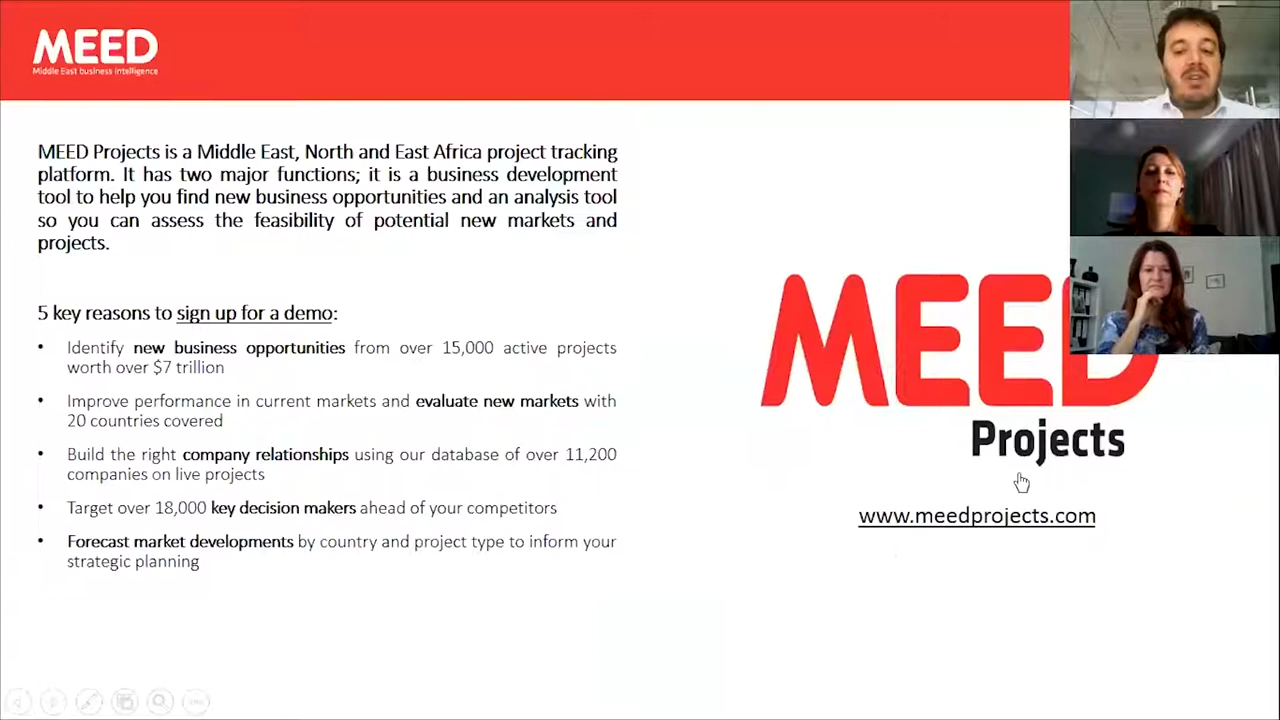 MEED
Middle East business intelligence
MEED Projects is a Middle East, North and East Africa project tracking
platform. It has two major functions; it is a business development
tool to help you find new business opportunities and an analysis tool
so you can assess the feasibility of potential new markets and
projects.
5 key reasons to sign up for a demo:
• Identify new business opportunities from over 15,000 active projects
worth over $7 trillion
• Improve performance in current markets and evaluate new markets with
20 countries covered
• Build the right company relationships using our database of over 11,200
companies on live projects
• Target over 18,000 key decision makers ahead of your competitors
• Forecast market developments by country and project type to inform your
strategic planning
MEED
Projects
www.meedprojects.com